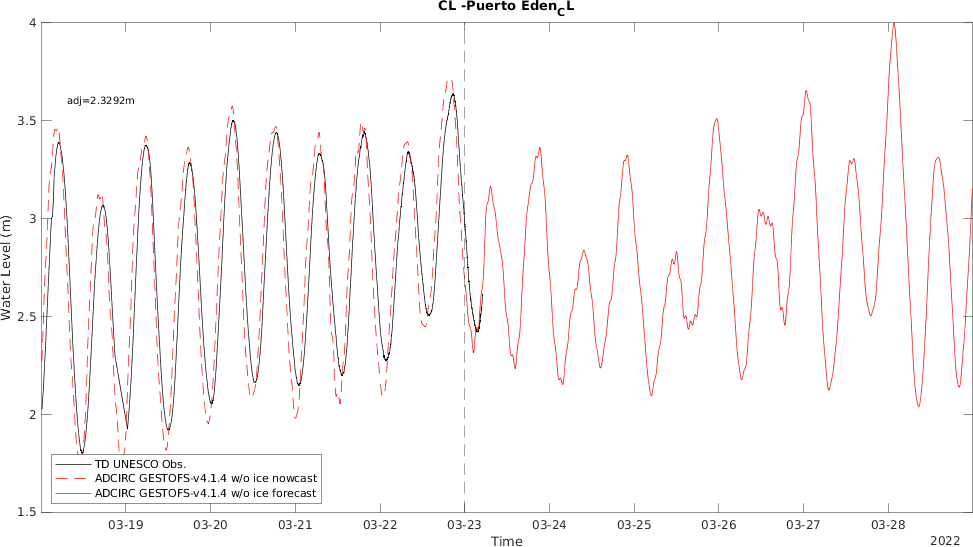 CL -Puerto Eden_CL
4
3.5
3
2.5
2
1.5
Water Level (m)
adj=2.3292m
TD UNESCO Obs.
ADCIRC GESTOFS-v4.1.4 w/o ice nowcast
ADCIRC GESTOFS-v4.1.4 w/o ice forecast
03-19 03-20 03-21 03-22 03-23 03-24 03-25 03-26 03-27 03-28
Time
2022